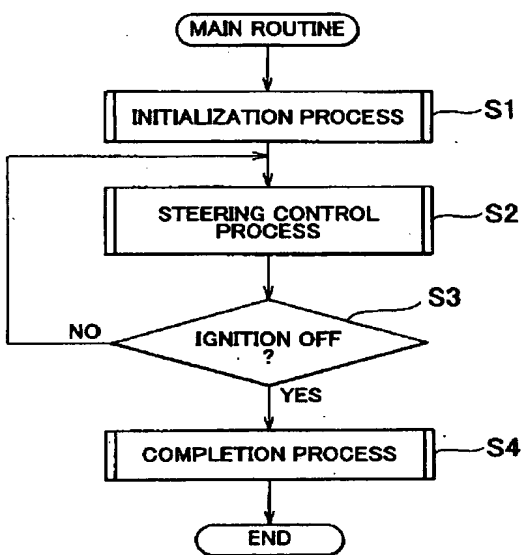 MAIN ROUTINE
INITIALIZATION PROCESS
S1
STEERING CONTROL
PROCESS
S2
S3
IGNITION OFF
?
NO
YES
COMPLETION PROCESS
S4
END